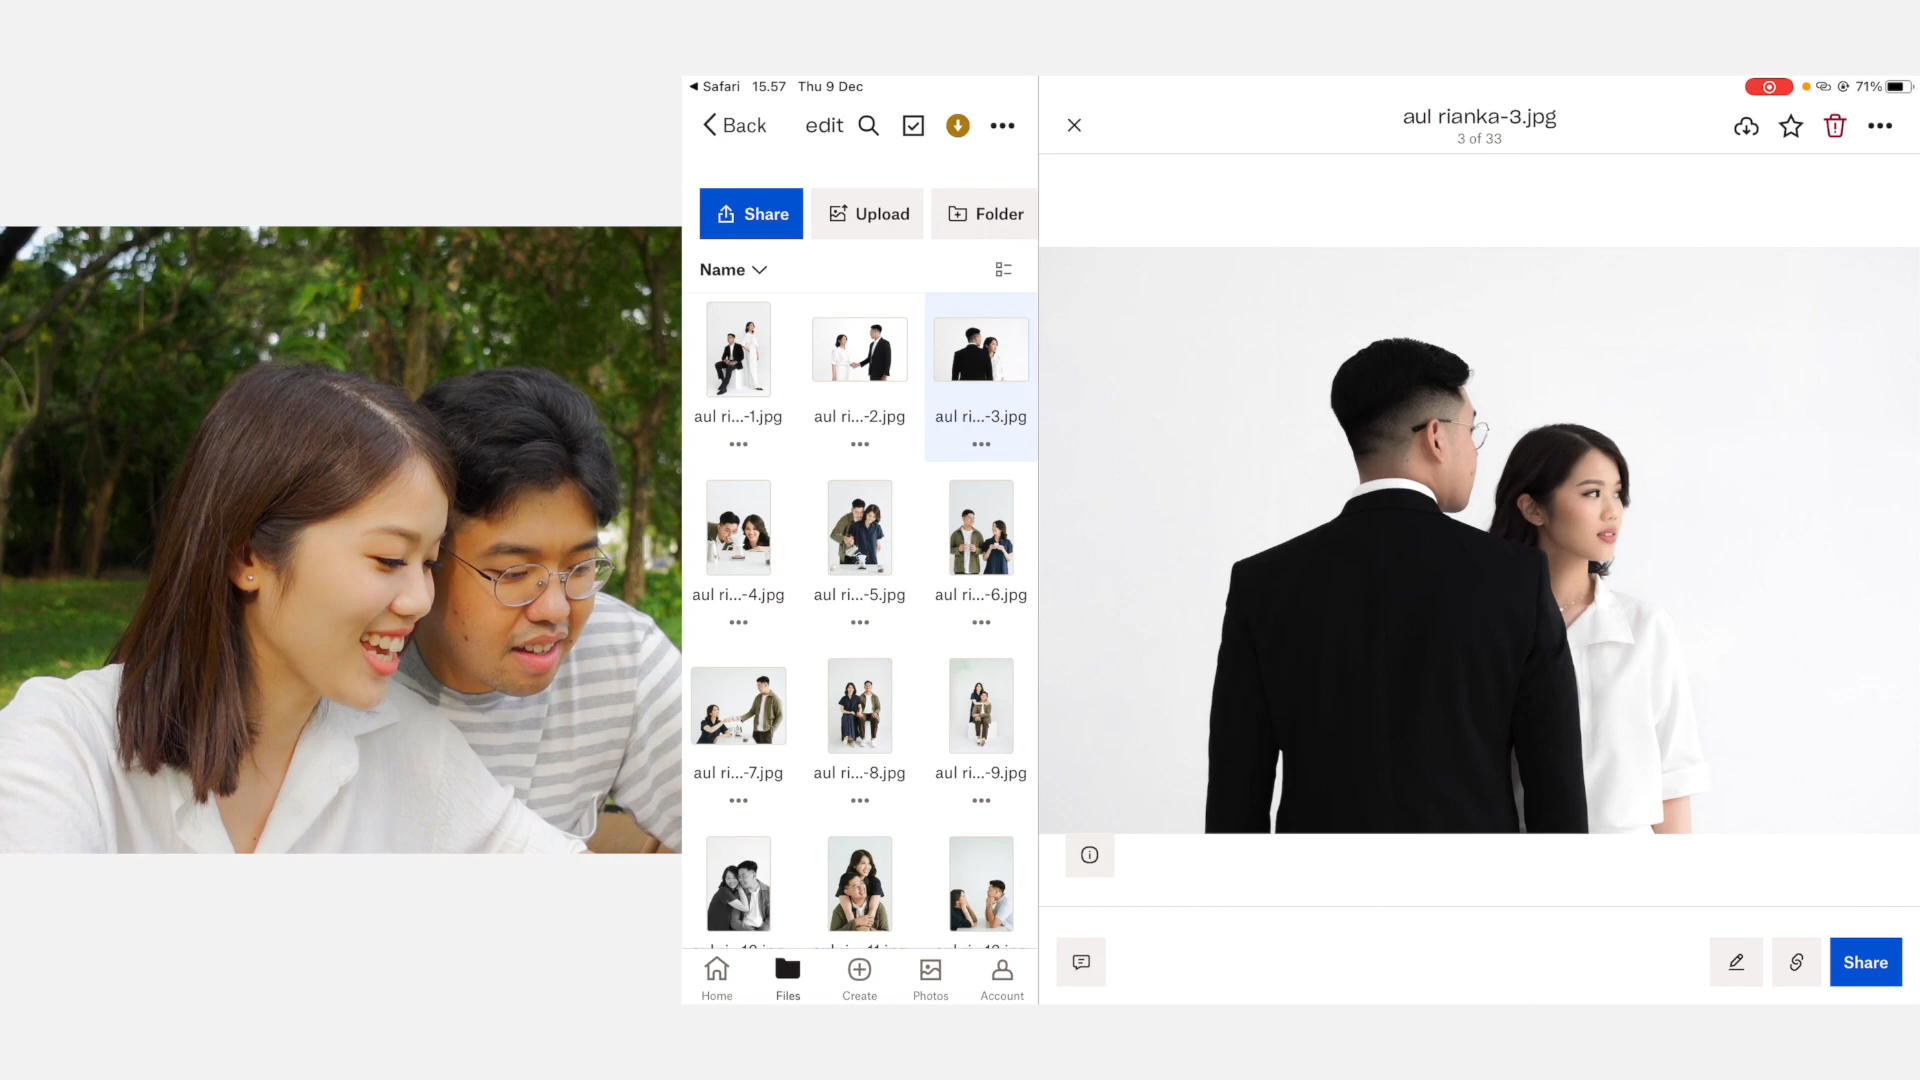 Safari 15.57 Thu 9 Dec
71%
Back edit
aul rianka-3.jpg
3 of 33
Share Upload Folder
Name
aul ri...-1.jpg aul ri...-2.jpg aul ri...-3.jpg
aul ri...-4.jpg aul ri...-5.jpg aul ri...-6.jpg
aul ri...-7.jpg aul ri...-8.jpg aul ri...-9.jpg
Share
Home Files Create Photos Account